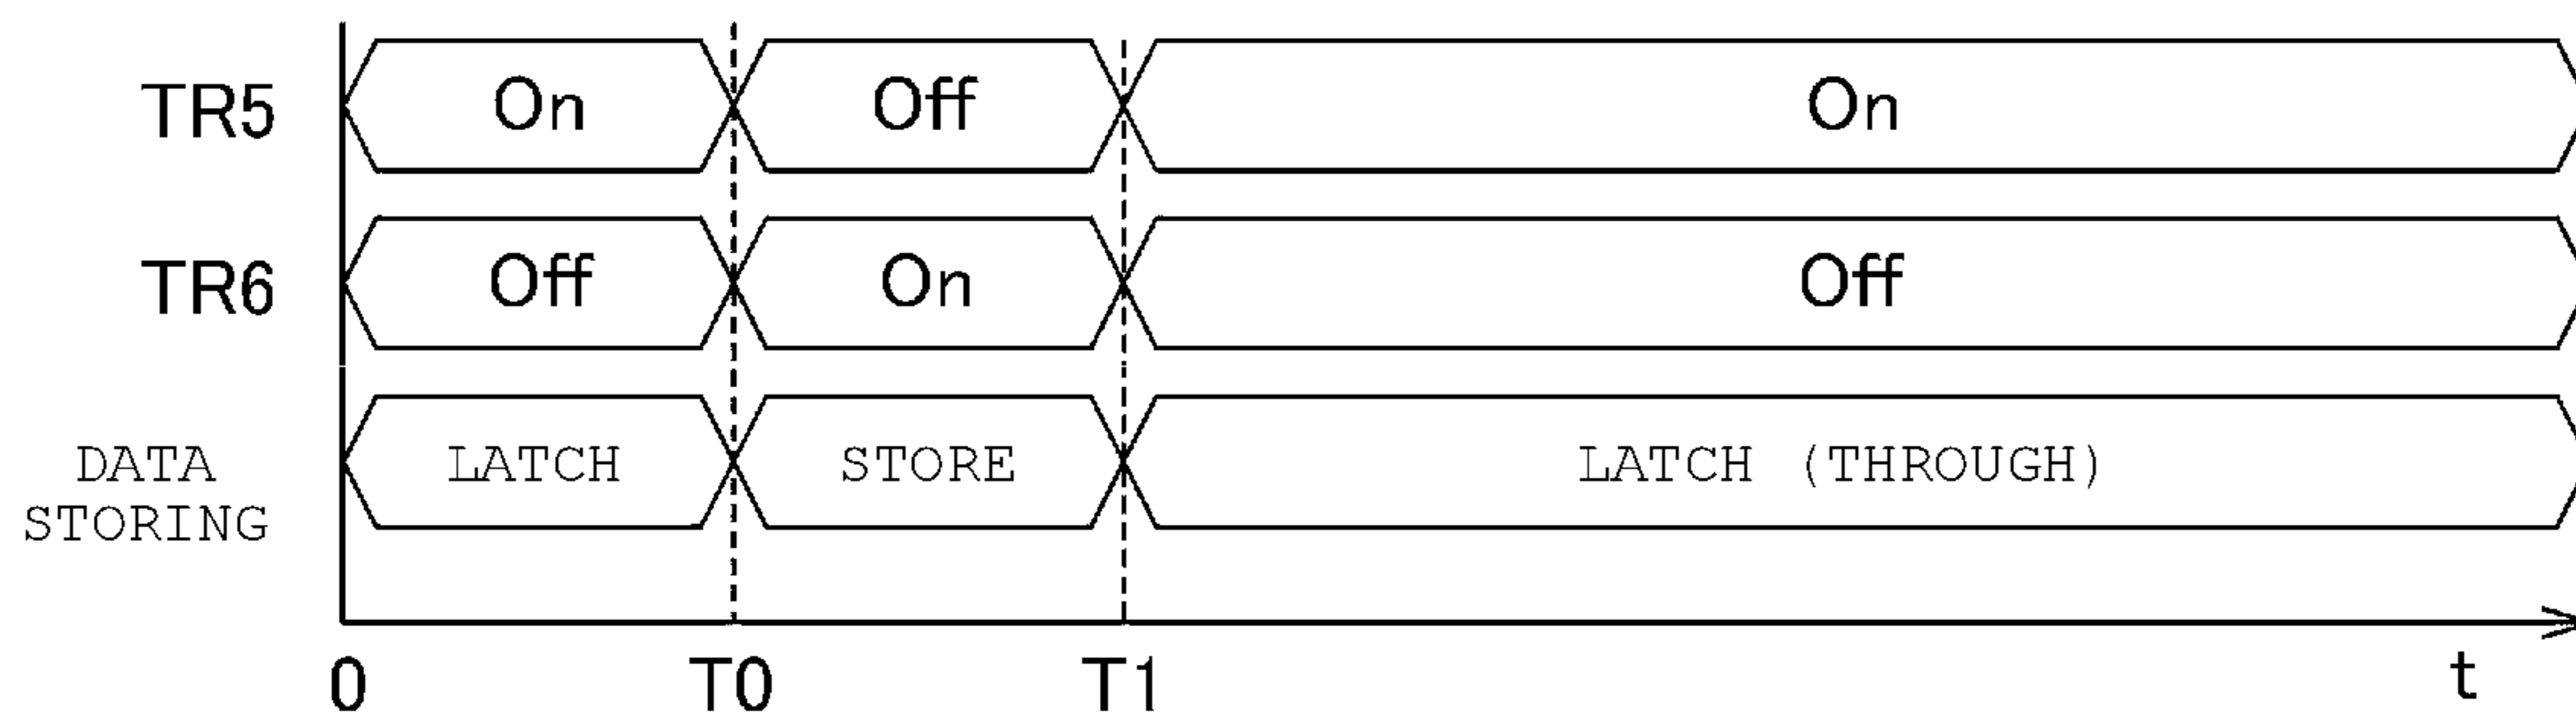 TR5 On Off On
TR6 Off On Off
DATA
STORING
LATCH STORE LATCH (THROUGH)
0 T0 T1 t